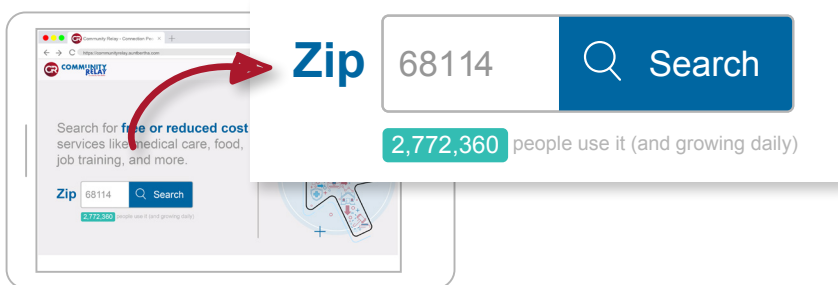 Community Relay - Connection For
https://communityrelay.auntbertha.com
CR COMMUNITY
RELAY
Search for free or reduced cost
services like medical care, food,
job training, and more.
Zip 68114 Search
2,772,360 people use it (and growing daily)
Zip 68114 Search
2,772,360 people use it (and growing daily)